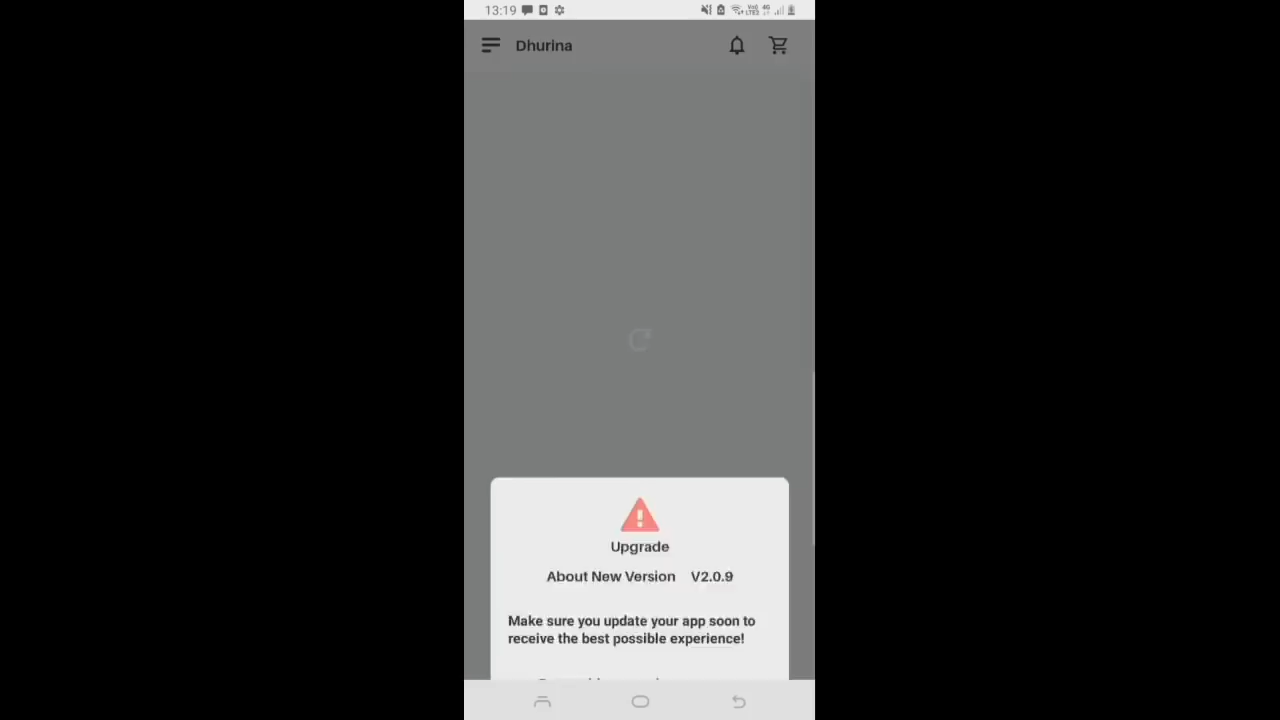 13:19
Dhurina
Upgrade
About New Version V2.0.9
Make sure you update your app soon to
receive the best possible experience!